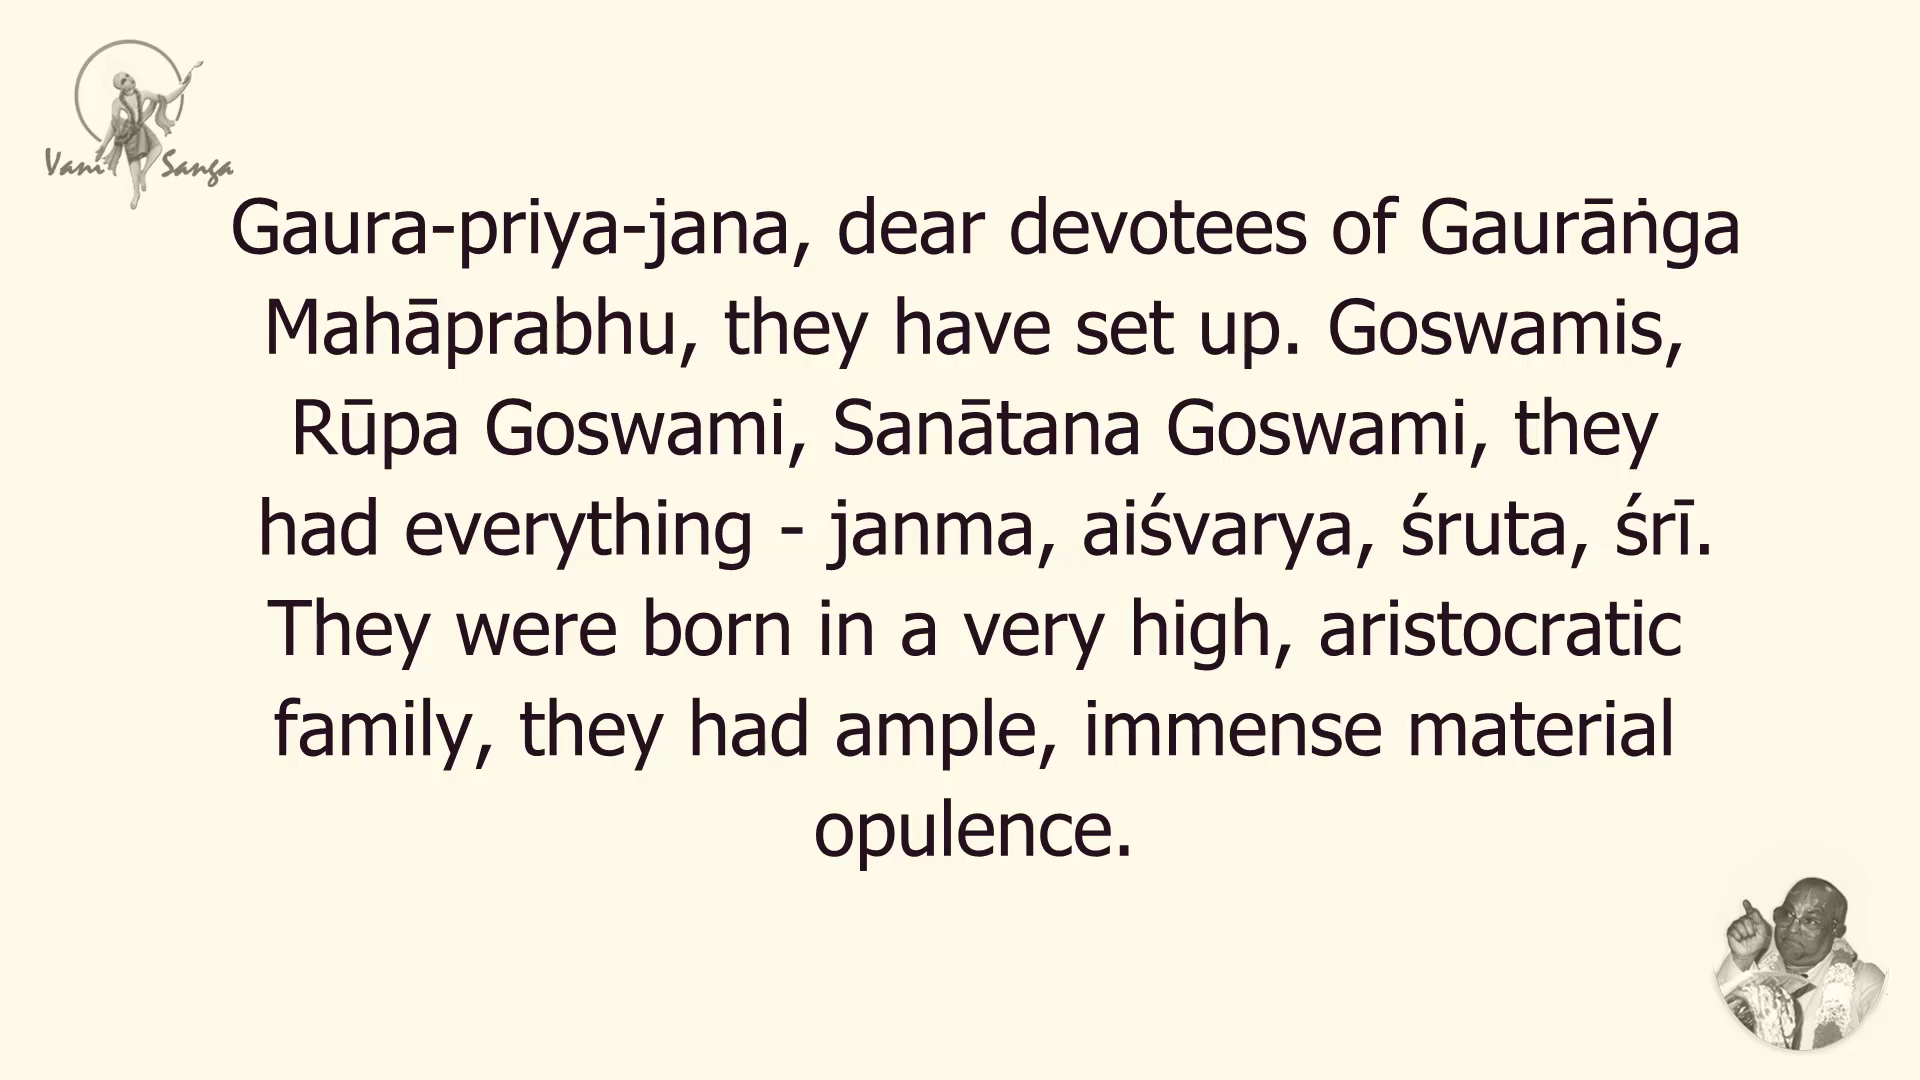 Vani Sanga
Gaura-priya-jana, dear devotees of Gaurāṅga
Mahāprabhu, they have set up. Goswamis,
Rūpa Goswami, Sanātana Goswami, they
had everything - janma, aiśvarya, śruta, śrī.
They were born in a very high, aristocratic
family, they had ample, immense material
opulence.